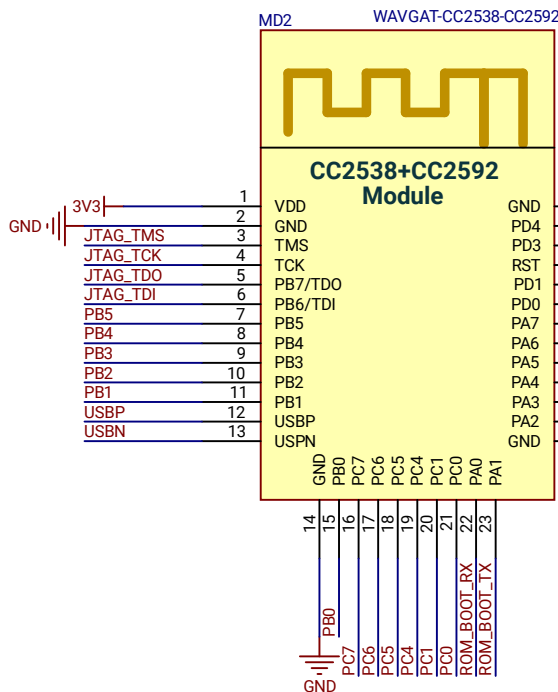 MD2
WAVGAT-CC2538-CC2592
CC2538+CC2592
Module
3V3 1 VDD GND
GND 2 GND PD4
JTAG_TMS 3 TMS PD3
JTAG_TCK 4 TCK RST
JTAG_TDO 5 PB7/TDO PD1
JTAG_TDI 6 PB6/TDI PD0
PB5 7 PB5 PA7
PB4 8 PB4 PA6
PB3 9 PB3 PA5
PB2 10 PB2 PA4
PB1 11 PB1 PA3
USBP 12 USBP PA2
USBN 13 USPN GND
GND PB0 PC7 PC6 PC5 PC4 PC1 PC0 PA0 PA1
14 15 16 17 18 19 20 21 22 23
PB0 PC7 PC6 PC5 PC4 PC1 PC0 ROM_BOOT_RX ROM_BOOT_TX
GND